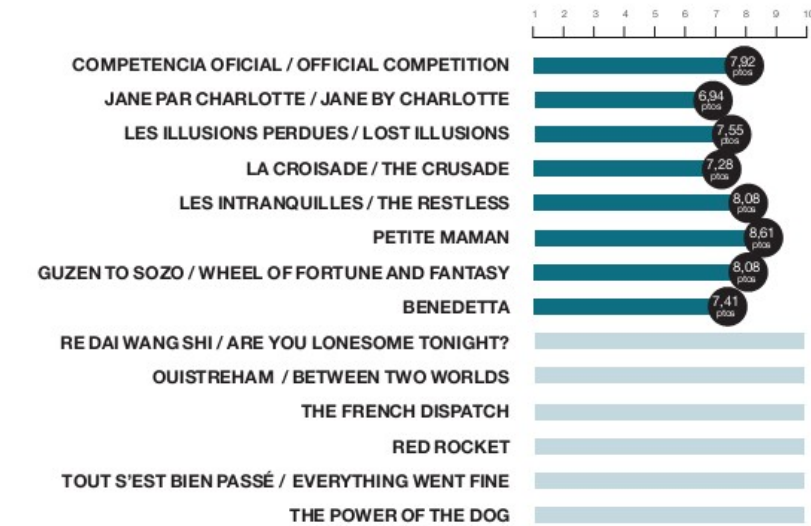 1 2 3 4 5 6 7 8 9 10
COMPETENCIA OFICIAL / OFFICIAL COMPETITION 7,92 ptos
JANE PAR CHARLOTTE / JANE BY CHARLOTTE 6,94 ptos
LES ILLUSIONS PERDUES / LOST ILLUSIONS 7,55 ptos
LA CROISADE / THE CRUSADE 7,28 ptos
LES INTRANQUILLES / THE RESTLESS 8,08 ptos
PETITE MAMAN 8,61 ptos
GUZEN TO SOZO / WHEEL OF FORTUNE AND FANTASY 8,08 ptos
BENEDETTA 7,41 ptos
RE DAI WANG SHI / ARE YOU LONESOME TONIGHT?
OUISTREHAM / BETWEEN TWO WORLDS
THE FRENCH DISPATCH
RED ROCKET
TOUT S'EST BIEN PASSÉ / EVERYTHING WENT FINE
THE POWER OF THE DOG